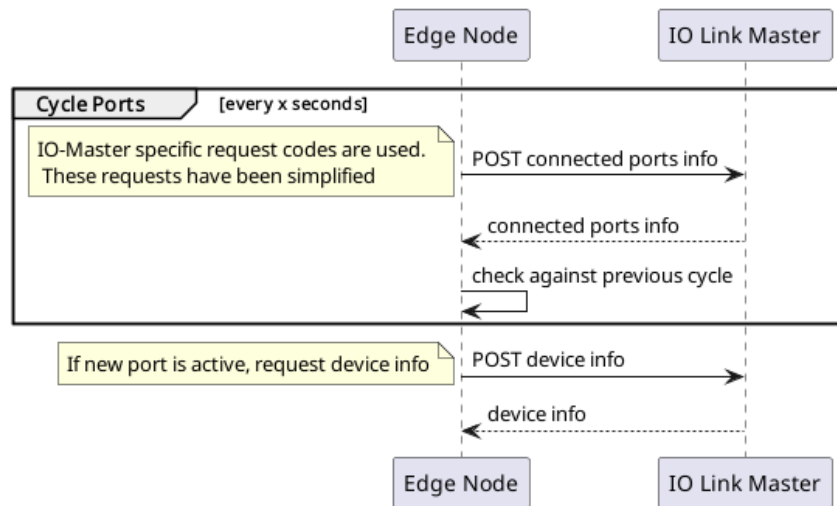 Edge Node
IO Link Master
Cycle Ports
[every x seconds]
IO-Master specific request codes are used.
These requests have been simplified
POST connected ports info
connected ports info
check against previous cycle
If new port is active, request device info
POST device info
device info
Edge Node
IO Link Master